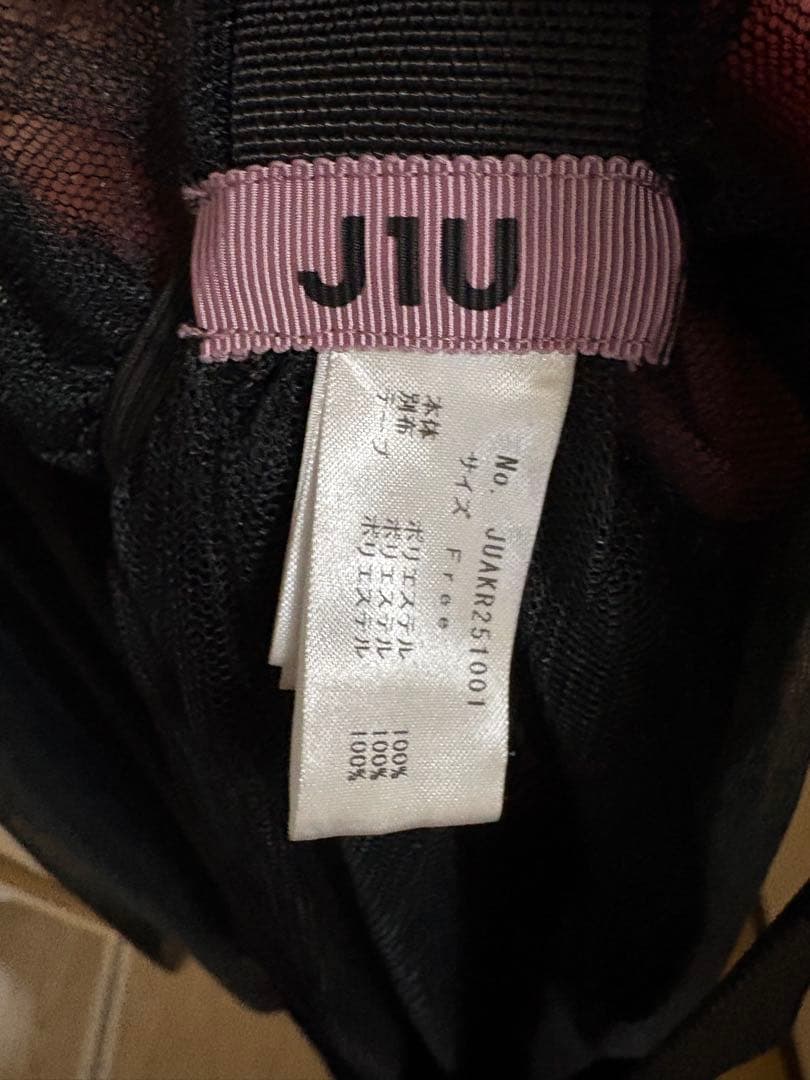 J1U
No. JUAKR251001
サイズ Free
本体 ポリエステル 100%
別布 ポリエステル 100%
テープ ポリエステル 100%